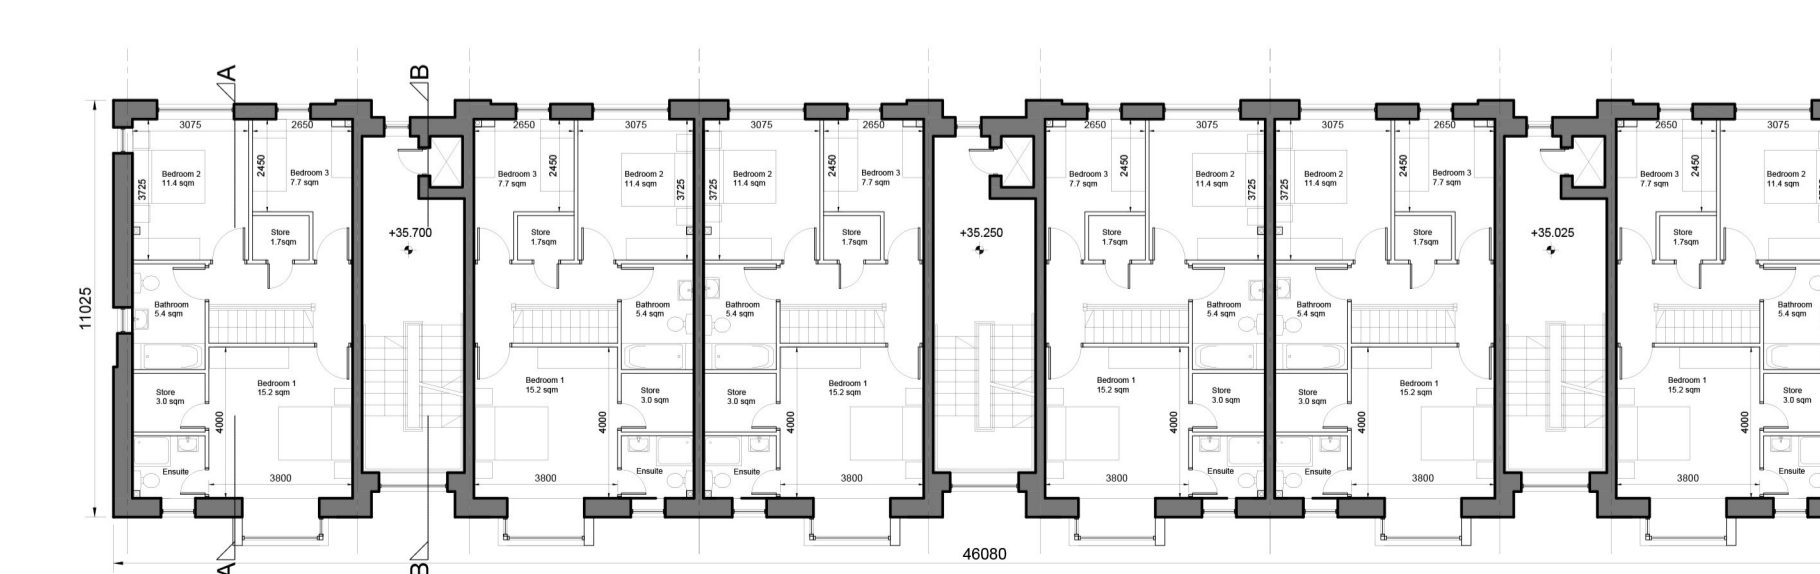 A
B
3075
2650
2650
3075
3075
2650
2650
3075
3075
2650
2650
3075
Bedroom 2
11.4 sqm
3725
2450
Bedroom 3
7.7 sqm
Bedroom 3
7.7 sqm
2450
Bedroom 2
11.4 sqm
3725
3725
Bedroom 2
11.4 sqm
2450
Bedroom 3
7.7 sqm
Bedroom 3
7.7 sqm
2450
Bedroom 2
11.4 sqm
3725
3725
Bedroom 2
11.4 sqm
2450
Bedroom 3
7.7 sqm
Bedroom 3
7.7 sqm
2450
Bedroom 2
11.4 sqm
Store
1.7sqm
+35.700
Store
1.7sqm
Store
1.7sqm
+35.250
Store
1.7sqm
Store
1.7sqm
+35.025
Store
1.7sqm
11025
Bathroom
5.4 sqm
Bathroom
5.4 sqm
Bathroom
5.4 sqm
Bathroom
5.4 sqm
Bathroom
5.4 sqm
Bathroom
5.4 sqm
Store
3.0 sqm
Bedroom 1
15.2 sqm
4000
Bedroom 1
15.2 sqm
4000
Store
3.0 sqm
Store
3.0 sqm
4000
Bedroom 1
15.2 sqm
Bedroom 1
15.2 sqm
4000
Store
3.0 sqm
Store
3.0 sqm
4000
Bedroom 1
15.2 sqm
Bedroom 1
15.2 sqm
4000
Store
3.0 sqm
Ensuite
3800
3800
Ensuite
Ensuite
3800
3800
Ensuite
Ensuite
3800
3800
Ensuite
46080
A
B